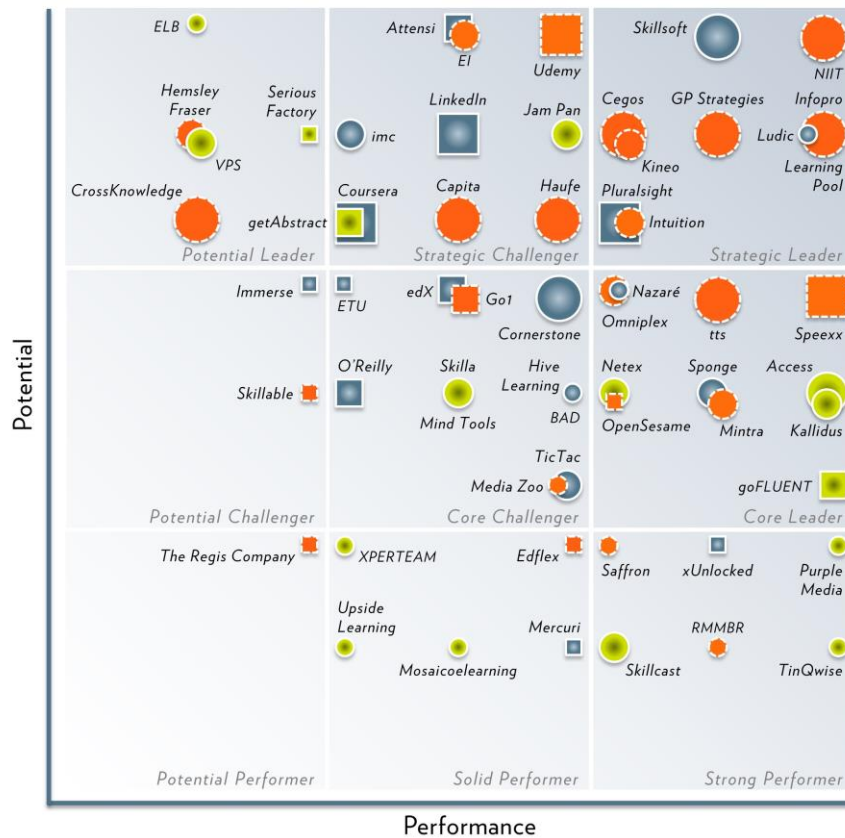 ELB
Attensi
EI
Udemy
Skillsoft
NIIT
Hemsley
Fraser
VPS
Serious
Factory
imc
LinkedIn
Jam Pan
Cegos
Kineo
GP Strategies
Infopro
Ludic
Learning
Pool
CrossKnowledge
getAbstract
Coursera
Capita
Haufe
Pluralsight
Intuition
Potential Leader
Strategic Challenger
Strategic Leader
Immerse
ETU
edX
Go1
Cornerstone
Nazaré
Omniplex
tts
Speexx
Skillable
O'Reilly
Skilla
Mind Tools
Hive
Learning
BAD
Netex
OpenSesame
Sponge
Mintra
Access
Kallidus
TicTac
Media Zoo
goFLUENT
Potential Challenger
Core Challenger
Core Leader
The Regis Company
XPERTEAM
Edflex
Saffron
xUnlocked
Purple
Media
Upside
Learning
Mosaicoelearning
Mercuri
Skillcast
RMMBR
TinQwise
Potential Performer
Solid Performer
Strong Performer
Potential
Performance